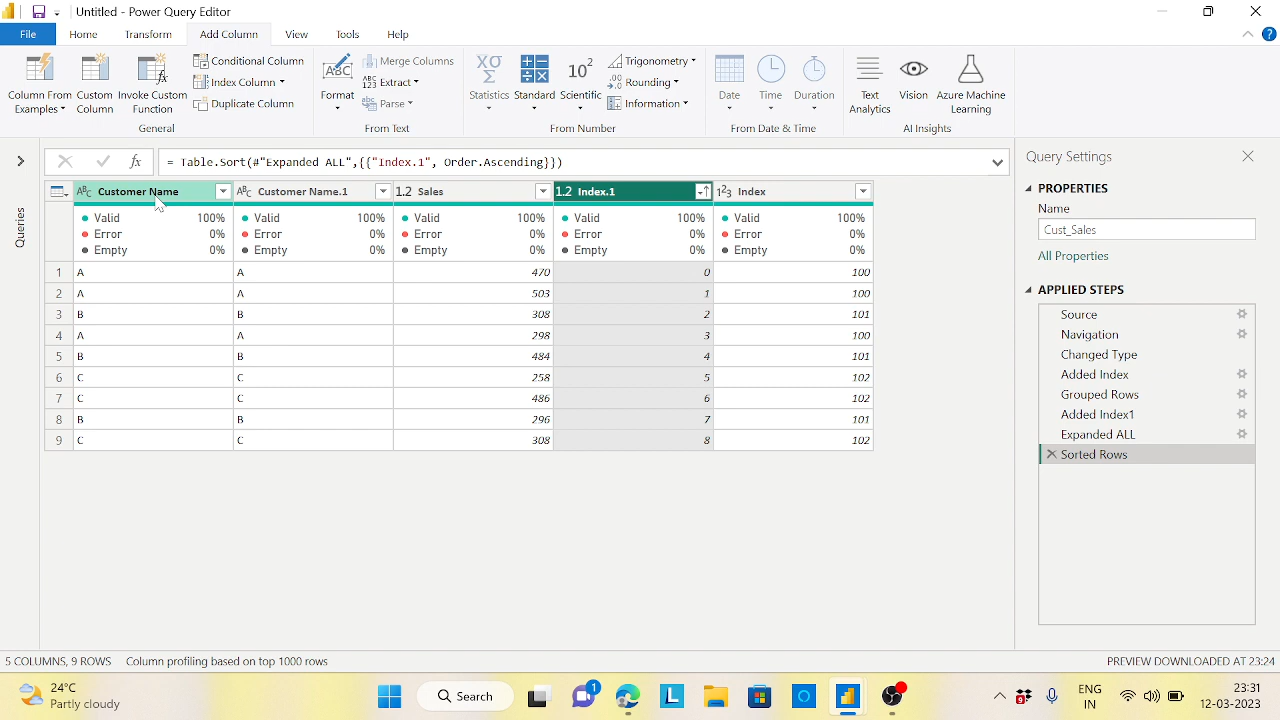 Untitled - Power Query Editor
File Home Transform Add Column View Tools Help
Column From Examples
Custom Column
Invoke Custom Function
Conditional Column
Index Column
Duplicate Column
General
Format
Merge Columns
Extract
Parse
From Text
Statistics
Standard
Scientific
Trigonometry
Rounding
Information
From Number
Date
Time
Duration
From Date & Time
Text Analytics
Vision
Azure Machine Learning
AI Insights
Queries
= Table.Sort(#"Expanded ALL",{{"Index.1", Order.Ascending}})
Customer Name Customer Name.1 1.2 Sales 1.2 Index.1 123 Index
Valid 100% Valid 100% Valid 100% Valid 100% Valid 100%
Error 0% Error 0% Error 0% Error 0% Error 0%
Empty 0% Empty 0% Empty 0% Empty 0% Empty 0%
1 A A 470 0 100
2 A A 503 1 100
3 B B 308 2 101
4 A A 298 3 100
5 B B 484 4 101
6 C C 258 5 102
7 C C 486 6 102
8 B B 296 7 101
9 C C 308 8 102
Query Settings
PROPERTIES
Name
Cust_Sales
All Properties
APPLIED STEPS
Source
Navigation
Changed Type
Added Index
Grouped Rows
Added Index1
Expanded ALL
Sorted Rows
5 COLUMNS, 9 ROWS Column profiling based on top 1000 rows
PREVIEW DOWNLOADED AT 23:24
24°C
Partly cloudy
Search
ENG
IN
23:31
12-03-2023